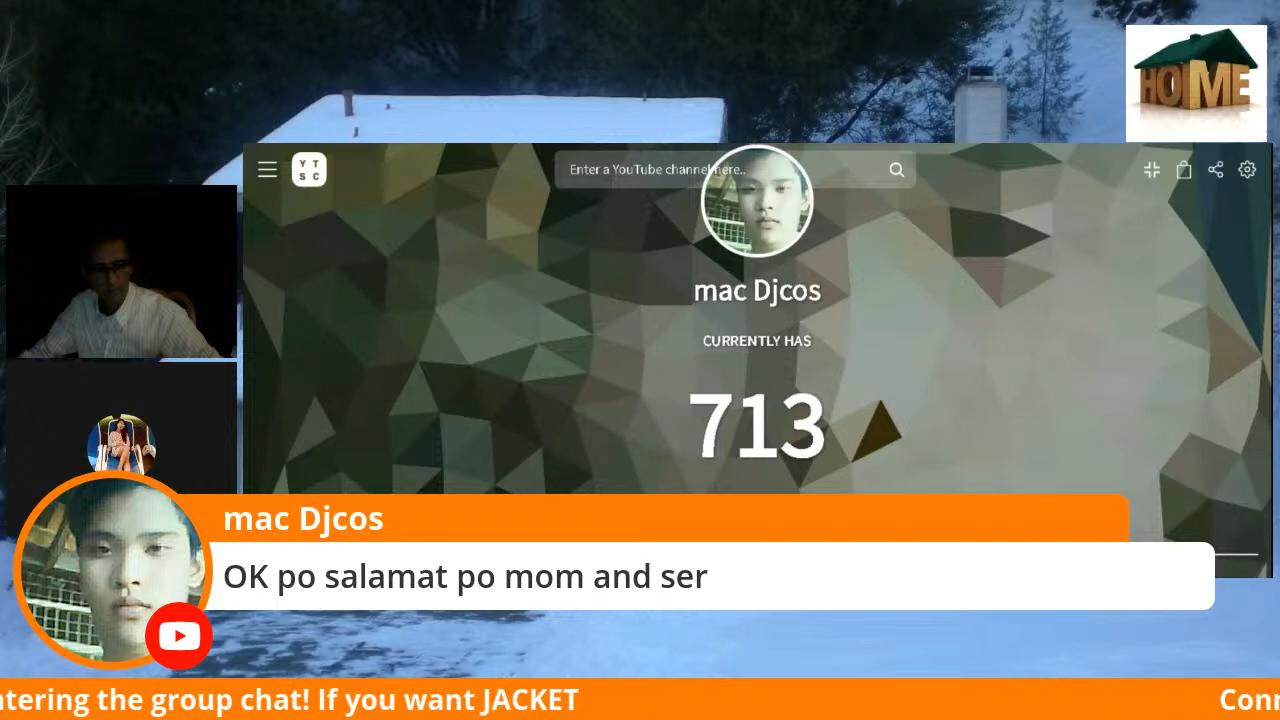 HOME
Y T
S C
Enter a YouTube channel here..
mac Djcos
CURRENTLY HAS
713
mac Djcos
OK po salamat po mom and ser
ntering the group chat! If you want JACKET
Conn